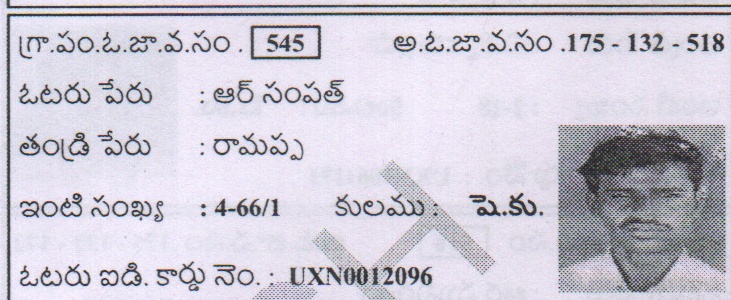 గ్రా.పం.ఓ.జా.వ.సం . 545 అ.ఓ.జా.వ.సం .175 - 132 - 518
ఓటరు పేరు : ఆర్ సంపత్
తండ్రి పేరు : రామప్ప
ఇంటి సంఖ్య : 4-66/1 కులము: షె.కు.
ఓటరు ఐడి. కార్డు నెం. : UXN0012096